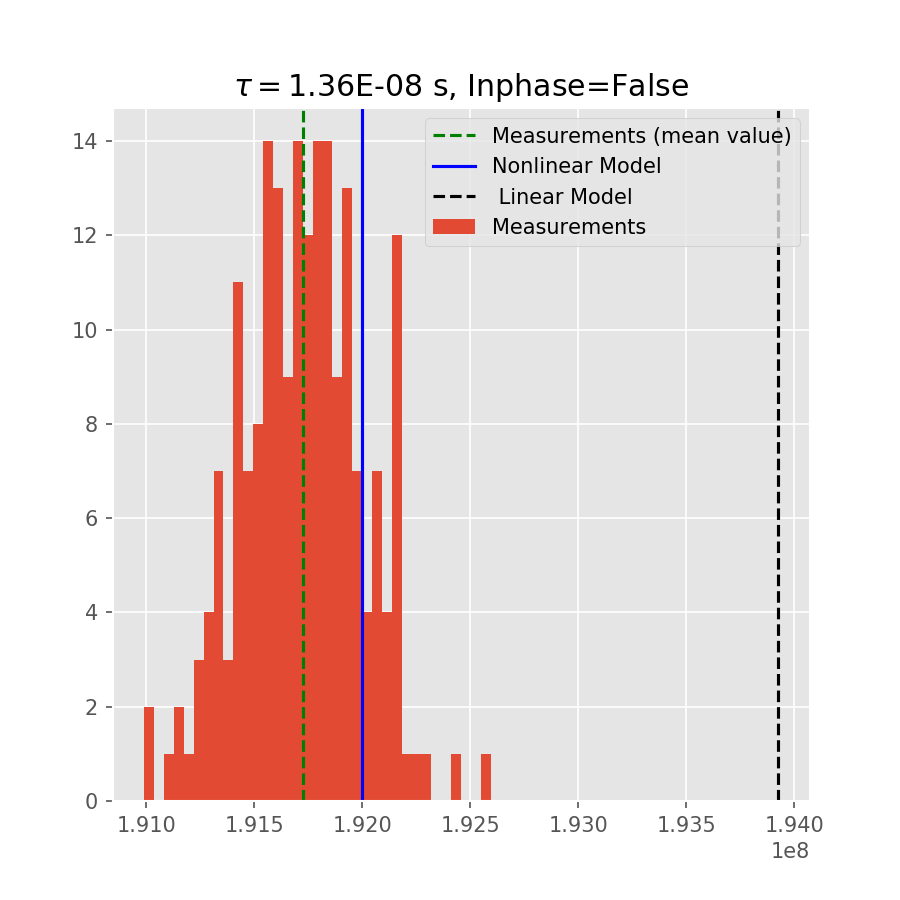 τ = 1.36E-08 s, Inphase=False
Measurements (mean value)
Nonlinear Model
Linear Model
Measurements
14
12
10
8
6
4
2
0
1.910 1.915 1.920 1.925 1.930 1.935 1.940
1e8